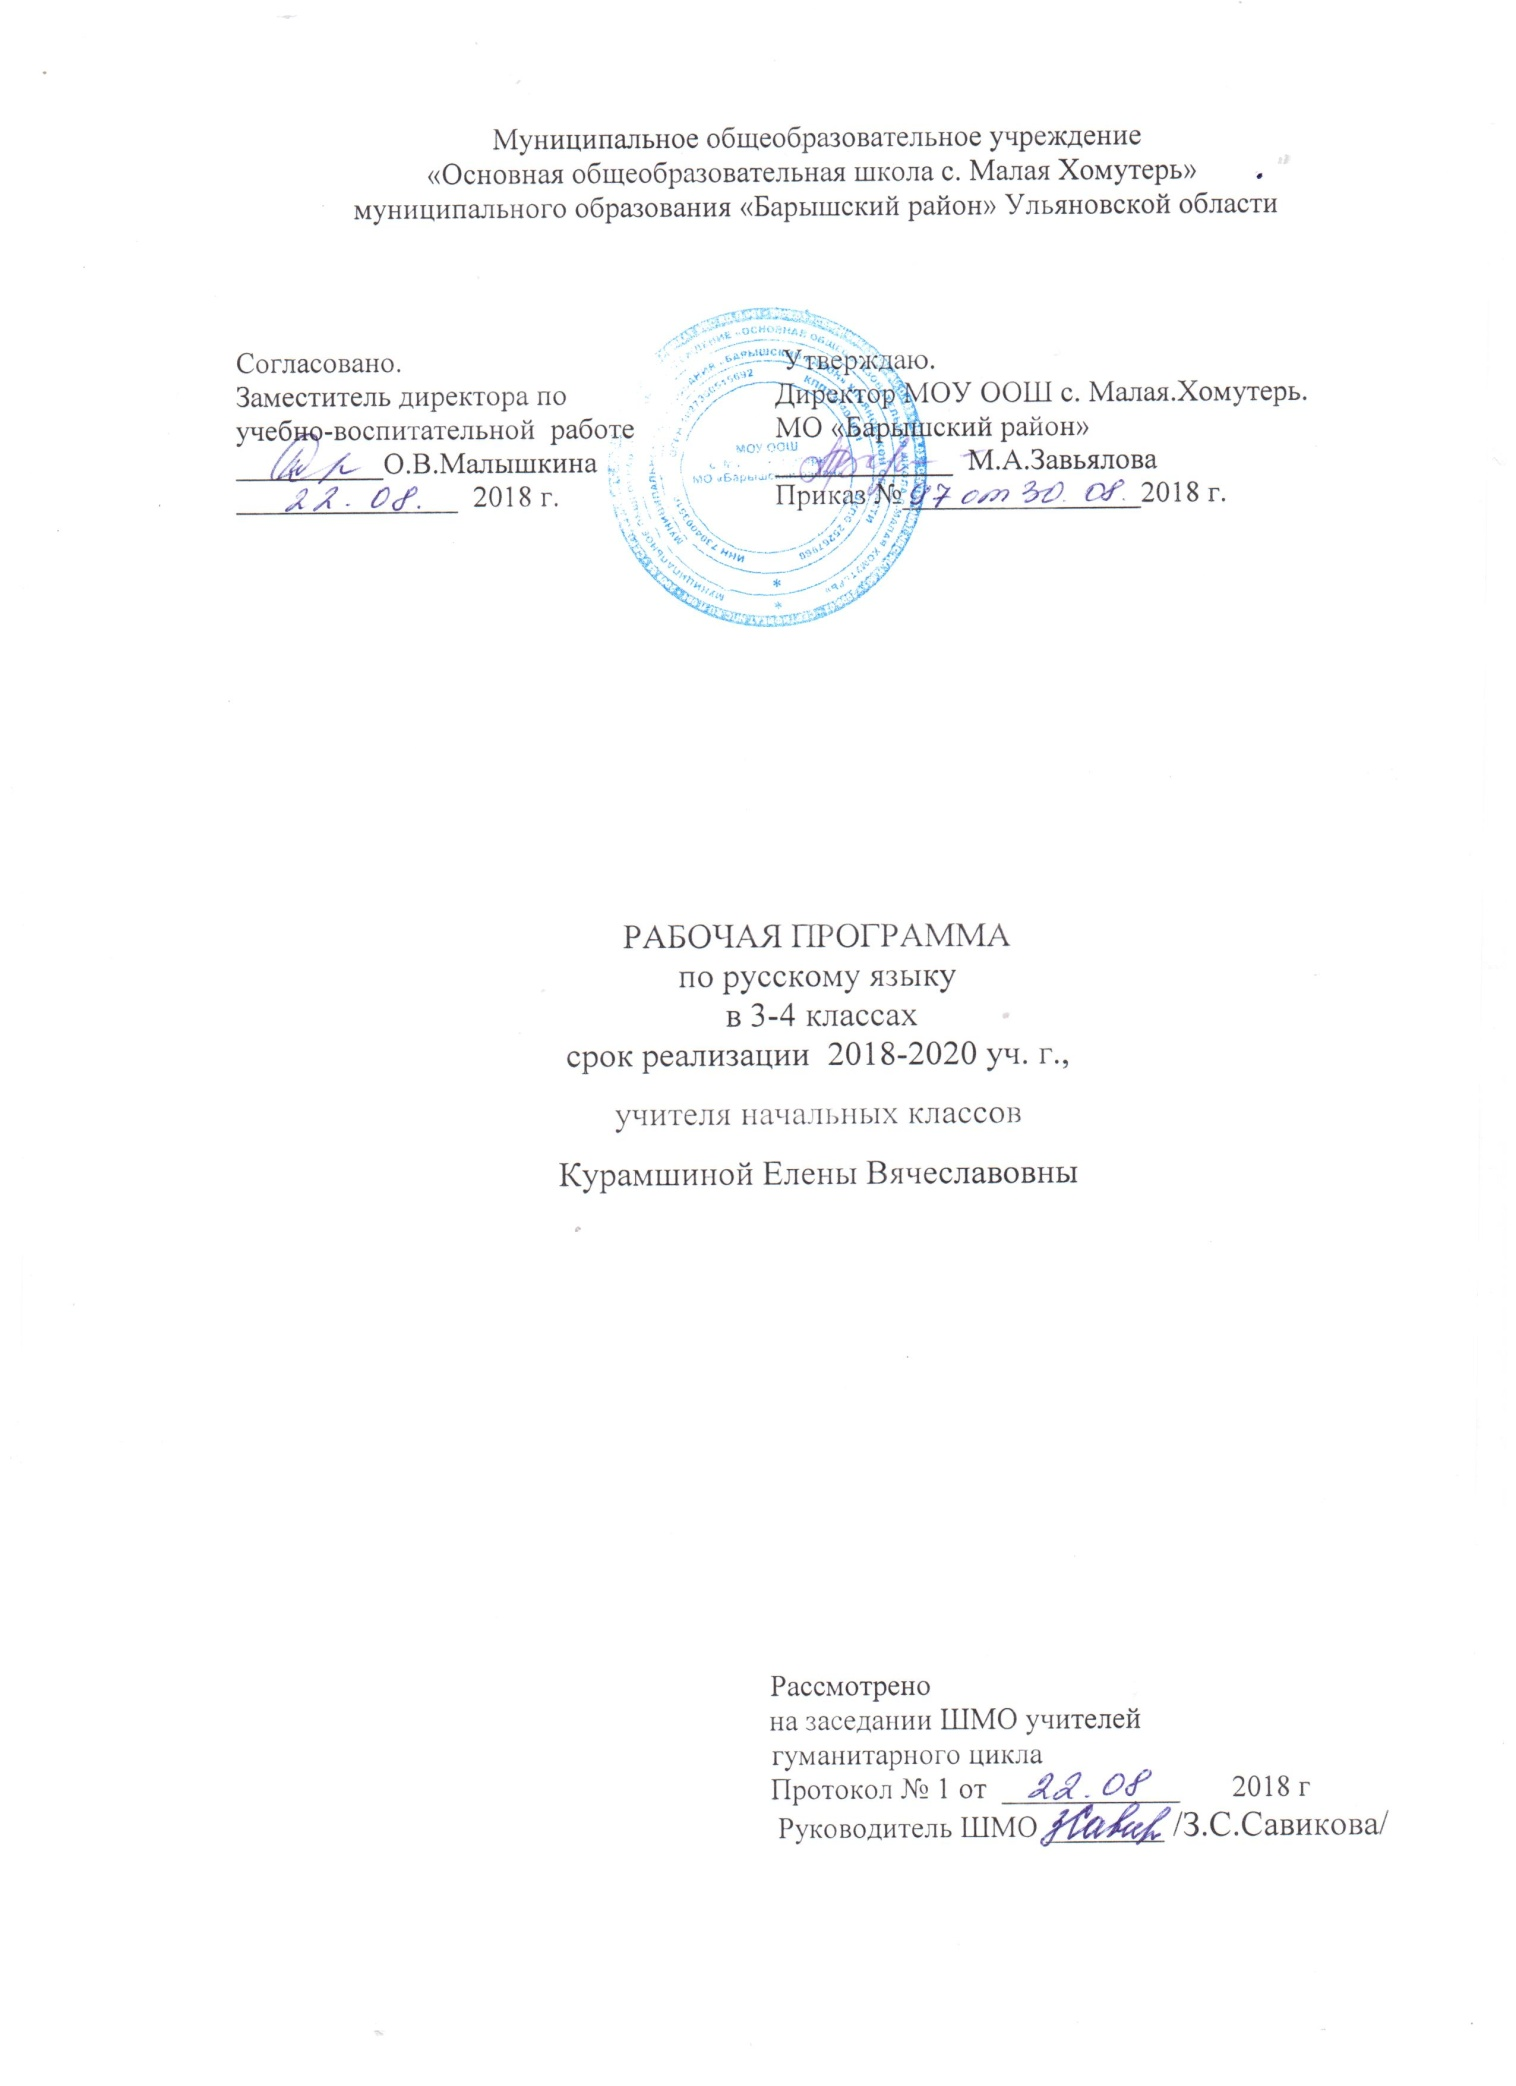 Муниципальное общеобразовательное учреждение
«Основная общеобразовательная школа с. Малая Хомутерь»
муниципального образования «Барышский район» Ульяновской области
Согласовано.
Заместитель директора по
учебно-воспитательной работе
О.В.Малышкина
22. 08. 2018 г.
Утверждаю.
Директор МОУ ООШ с. Малая.Хомутерь.
МО «Барышский район»
М.А.Завьялова
Приказ № 97 от 30. 08. 2018 г.
МОУ ООШ
РАБОЧАЯ ПРОГРАММА
по русскому языку
в 3-4 классах
срок реализации 2018-2020 уч. г.,
учителя начальных классов
Курамшиной Елены Вячеславовны
Рассмотрено
на заседании ШМО учителей
гуманитарного цикла
Протокол № 1 от 22.08 2018 г
Руководитель ШМО /З.С.Савикова/